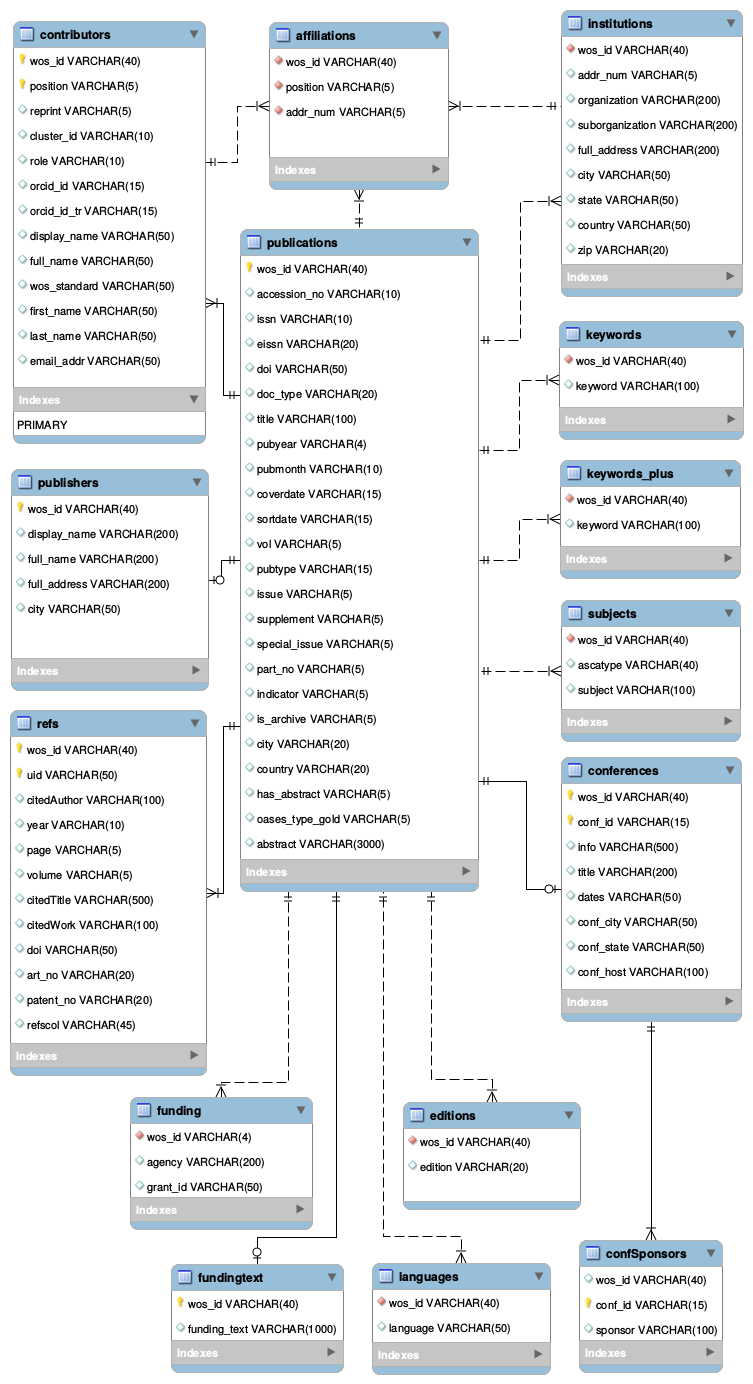 contributors
wos_id VARCHAR(40)
position VARCHAR(5)
reprint VARCHAR(5)
cluster_id VARCHAR(10)
role VARCHAR(10)
orcid_id VARCHAR(15)
orcid_id_tr VARCHAR(15)
display_name VARCHAR(50)
full_name VARCHAR(50)
wos_standard VARCHAR(50)
first_name VARCHAR(50)
last_name VARCHAR(50)
email_addr VARCHAR(50)
Indexes
PRIMARY
affiliations
wos_id VARCHAR(40)
position VARCHAR(5)
addr_num VARCHAR(5)
Indexes
institutions
wos_id VARCHAR(40)
addr_num VARCHAR(5)
organization VARCHAR(200)
suborganization VARCHAR(200)
full_address VARCHAR(200)
city VARCHAR(50)
state VARCHAR(50)
country VARCHAR(50)
zip VARCHAR(20)
Indexes
publications
wos_id VARCHAR(40)
accession_no VARCHAR(10)
issn VARCHAR(10)
eissn VARCHAR(20)
doi VARCHAR(50)
doc_type VARCHAR(20)
title VARCHAR(100)
pubyear VARCHAR(4)
pubmonth VARCHAR(10)
coverdate VARCHAR(15)
sortdate VARCHAR(15)
vol VARCHAR(5)
pubtype VARCHAR(15)
issue VARCHAR(5)
supplement VARCHAR(5)
special_issue VARCHAR(5)
part_no VARCHAR(5)
indicator VARCHAR(5)
is_archive VARCHAR(5)
city VARCHAR(20)
country VARCHAR(20)
has_abstract VARCHAR(5)
oases_type_gold VARCHAR(5)
abstract VARCHAR(3000)
Indexes
keywords
wos_id VARCHAR(40)
keyword VARCHAR(100)
Indexes
publishers
wos_id VARCHAR(40)
display_name VARCHAR(200)
full_name VARCHAR(200)
full_address VARCHAR(200)
city VARCHAR(50)
Indexes
keywords_plus
wos_id VARCHAR(40)
keyword VARCHAR(100)
Indexes
subjects
wos_id VARCHAR(40)
ascatype VARCHAR(40)
subject VARCHAR(100)
Indexes
refs
wos_id VARCHAR(40)
uid VARCHAR(50)
citedAuthor VARCHAR(100)
year VARCHAR(10)
page VARCHAR(5)
volume VARCHAR(5)
citedTitle VARCHAR(500)
citedWork VARCHAR(100)
doi VARCHAR(50)
art_no VARCHAR(20)
patent_no VARCHAR(20)
refscol VARCHAR(45)
Indexes
conferences
wos_id VARCHAR(40)
conf_id VARCHAR(15)
info VARCHAR(500)
title VARCHAR(200)
dates VARCHAR(50)
conf_city VARCHAR(50)
conf_state VARCHAR(50)
conf_host VARCHAR(100)
Indexes
funding
wos_id VARCHAR(4)
agency VARCHAR(200)
grant_id VARCHAR(50)
Indexes
editions
wos_id VARCHAR(40)
edition VARCHAR(20)
fundingtext
wos_id VARCHAR(40)
funding_text VARCHAR(1000)
Indexes
languages
wos_id VARCHAR(40)
language VARCHAR(50)
Indexes
confSponsors
wos_id VARCHAR(40)
conf_id VARCHAR(15)
sponsor VARCHAR(100)
Indexes